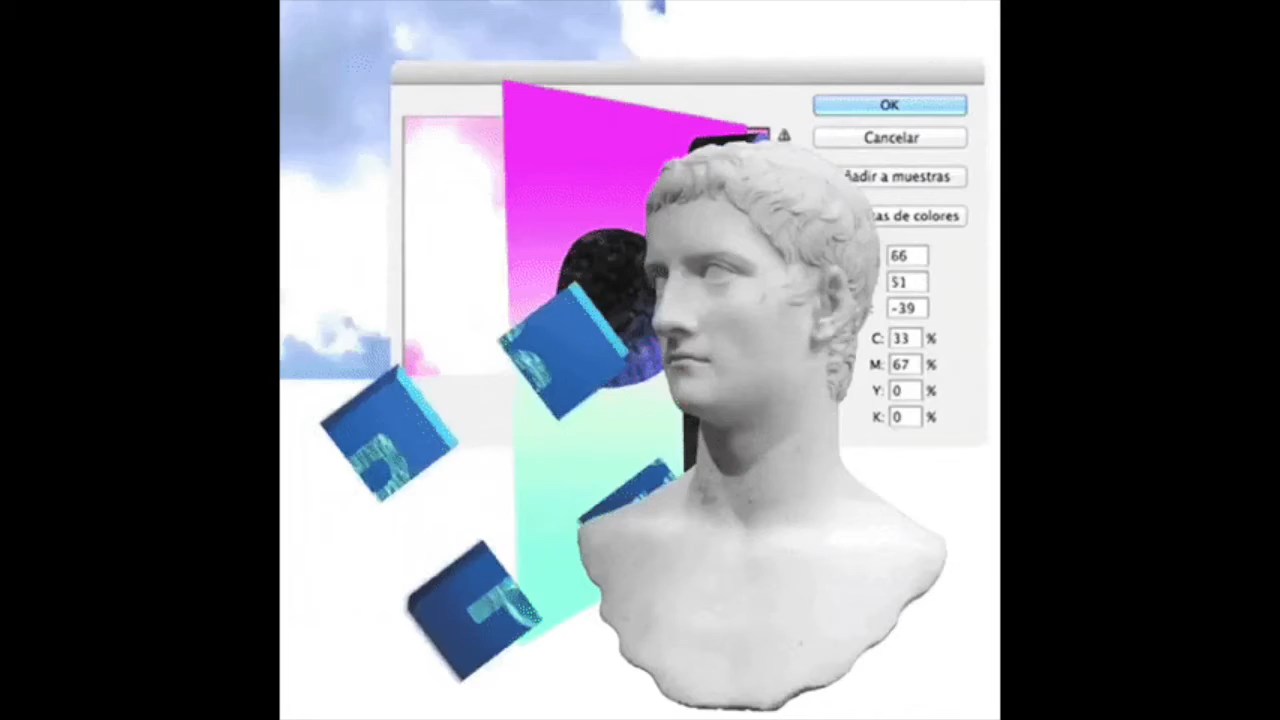 OK
Cancelar
ñadir a muestras
as de colores
66
51
-39
C: 33 %
M: 67 %
Y: 0 %
K: 0 %